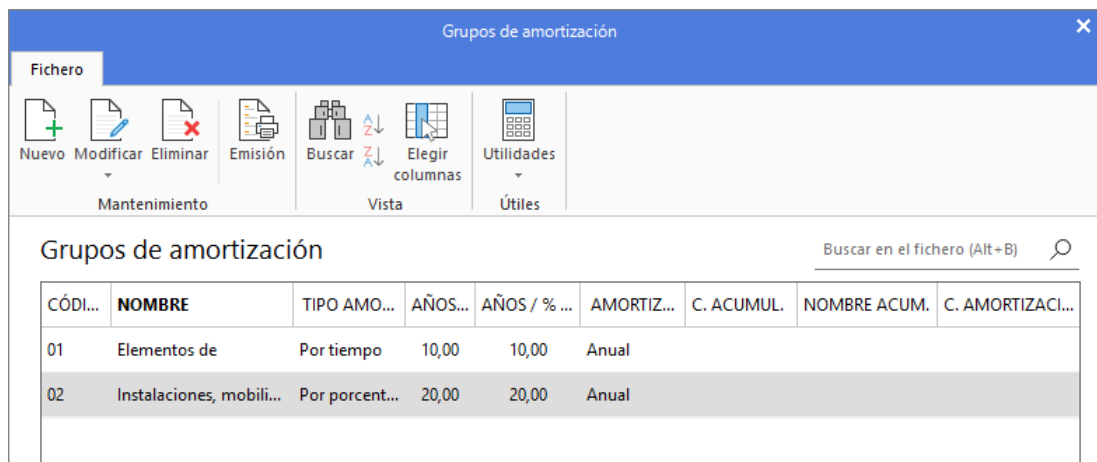 Grupos de amortización
Fichero
Nuevo Modificar Eliminar Emisión Buscar Elegir columnas Utilidades
Mantenimiento Vista Útiles
Grupos de amortización Buscar en el fichero (Alt+B)
CÓDI... NOMBRE TIPO AMO... AÑOS... AÑOS / % ... AMORTIZ... C. ACUMUL. NOMBRE ACUM. C. AMORTIZACI...
01 Elementos de Por tiempo 10,00 10,00 Anual
02 Instalaciones, mobili... Por porcent... 20,00 20,00 Anual